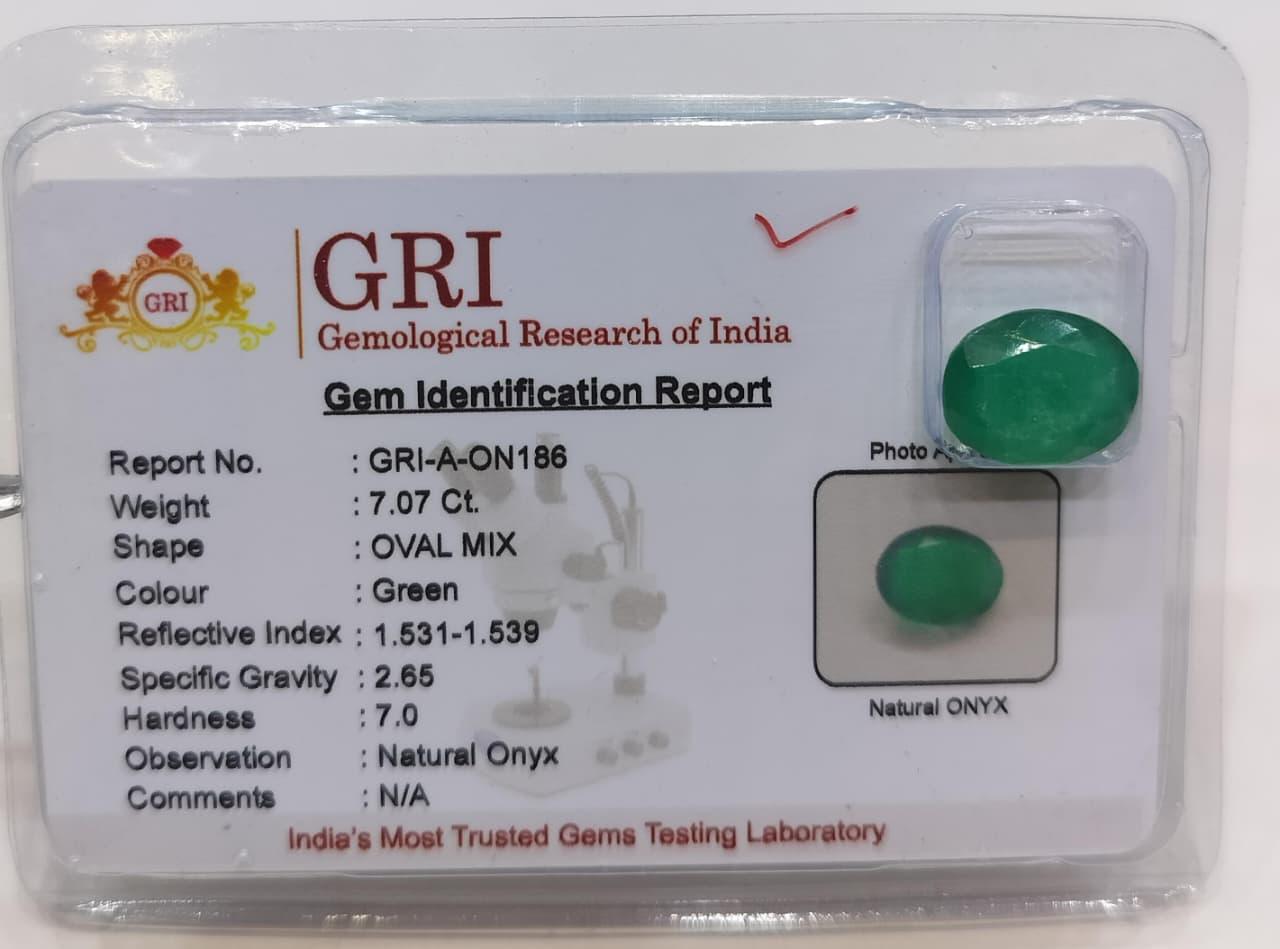 GRI
GRI
Gemological Research of India
Gem Identification Report
Report No. : GRI-A-ON186
Weight : 7.07 Ct.
Shape : OVAL MIX
Colour : Green
Reflective Index : 1.531-1.539
Specific Gravity : 2.65
Hardness : 7.0
Observation : Natural Onyx
Comments : N/A
Photo
Natural ONYX
India's Most Trusted Gems Testing Laboratory